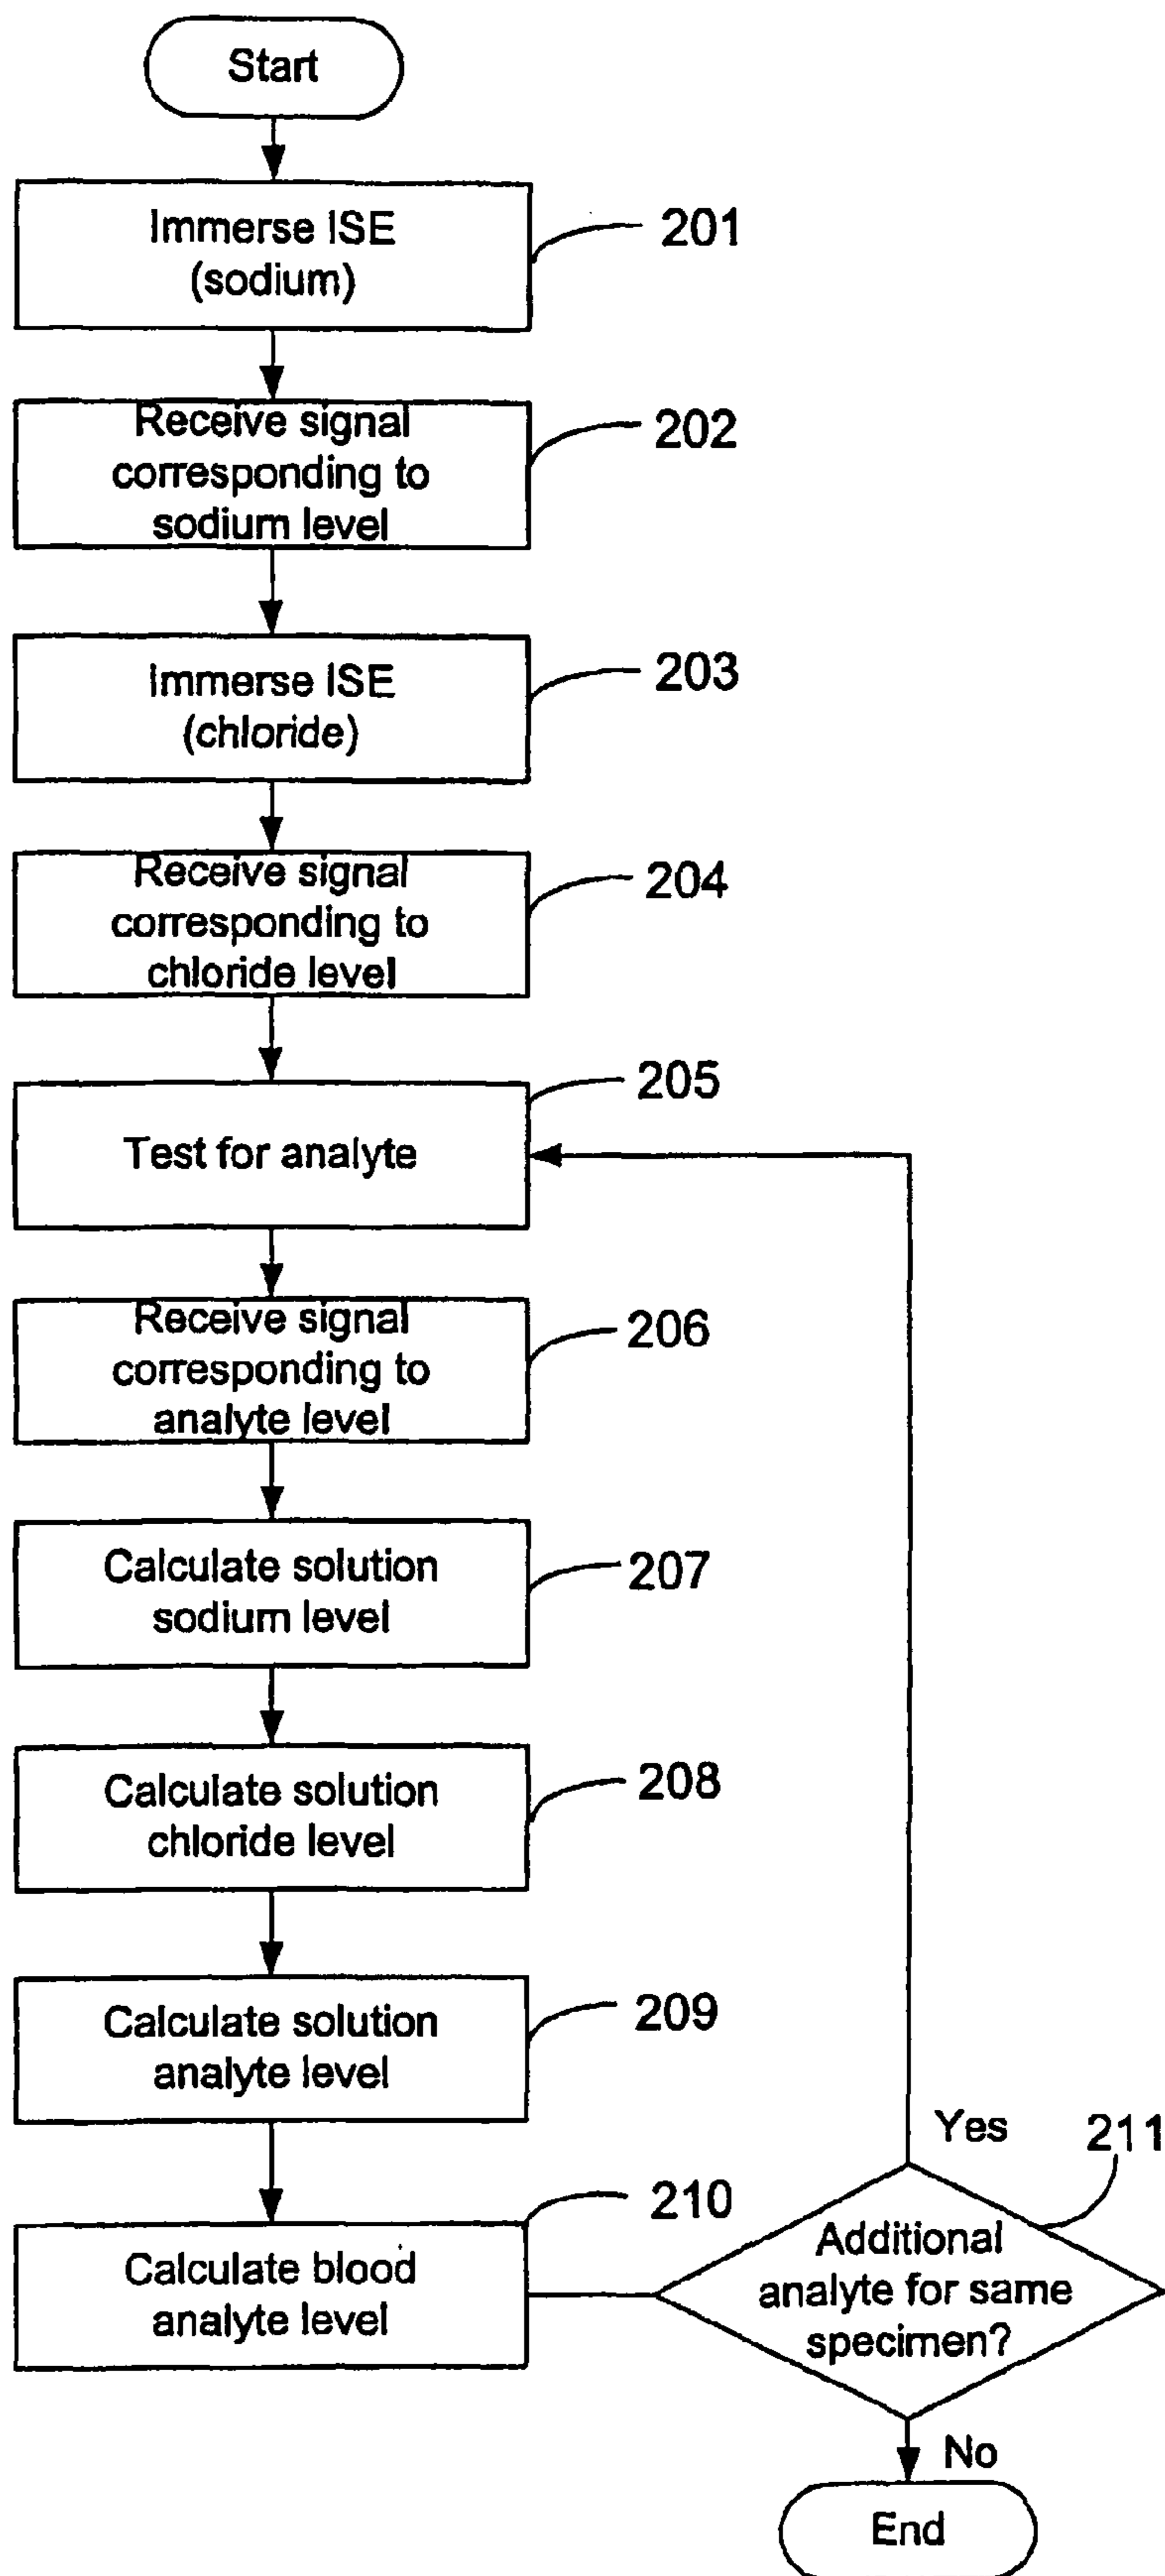 Start
Immerse ISE
(sodium)
201
Receive signal
corresponding to
sodium level
202
Immerse ISE
(chloride)
203
Receive signal
corresponding to
chloride level
204
Test for analyte
205
Receive signal
corresponding to
analyte level
206
Calculate solution
sodium level
207
Calculate solution
chloride level
208
Calculate solution
analyte level
209
Calculate blood
analyte level
210
Yes
211
Additional
analyte for same
specimen?
No
End